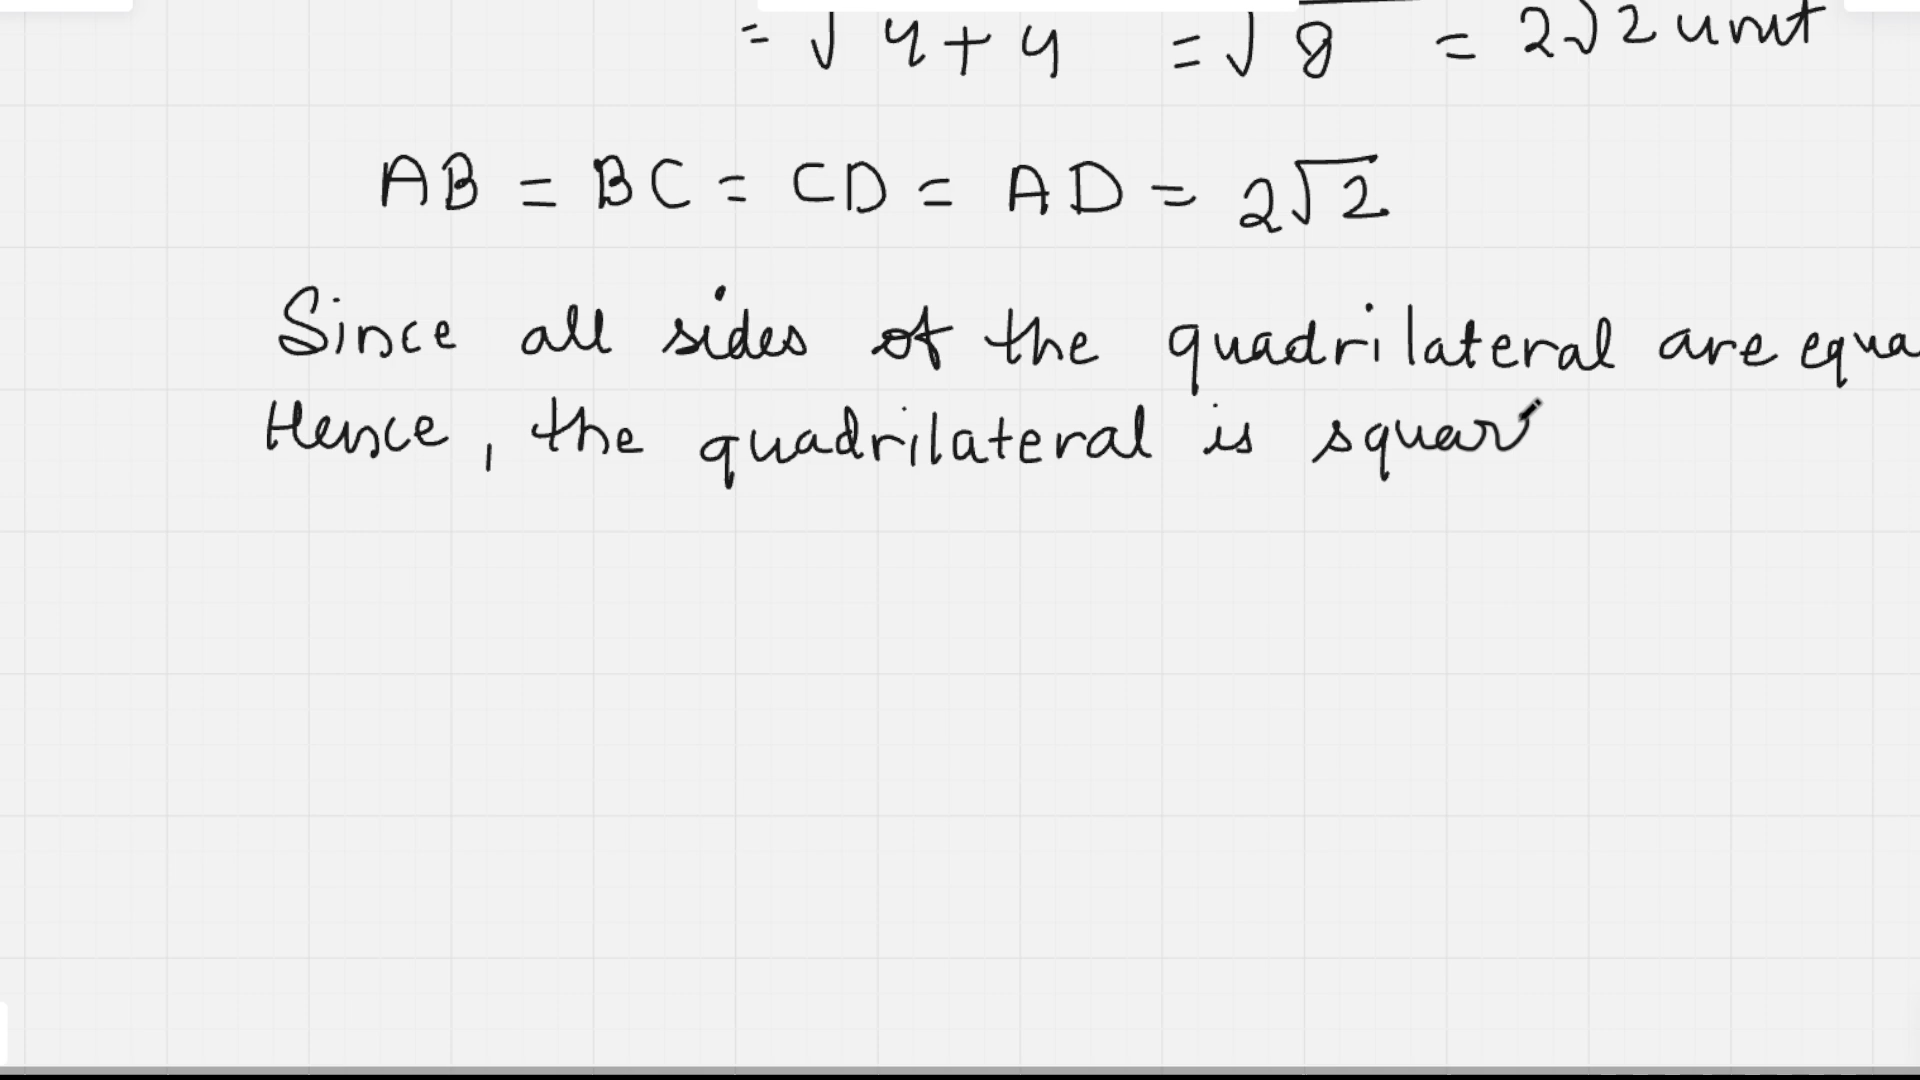 = √4+4 = √8 = 2√2 unit
AB = BC = CD = AD = 2√2
Since all sides of the quadrilateral are equa
Hence, the quadrilateral is squar